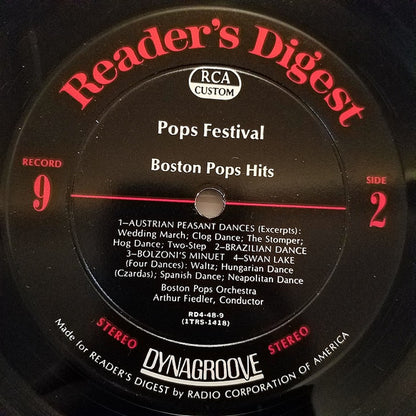 Reader's Digest
RCA
CUSTOM
Pops Festival
Boston Pops Hits
RECORD
9
SIDE
2
1—AUSTRIAN PEASANT DANCES (Excerpts):
Wedding March; Clog Dance; The Stomper;
Hog Dance; Two-Step 2—BRAZILIAN DANCE
3—BOLZONI'S MINUET 4—SWAN LAKE
(Four Dances): Waltz; Hungarian Dance
(Czardas); Spanish Dance; Neapolitan Dance
Boston Pops Orchestra
Arthur Fiedler, Conductor
RD4-48-9
(ITRS-1418)
STEREO
STEREO
DYNAGROOVE
Made for READER'S DIGEST by RADIO CORPORATION OF AMERICA